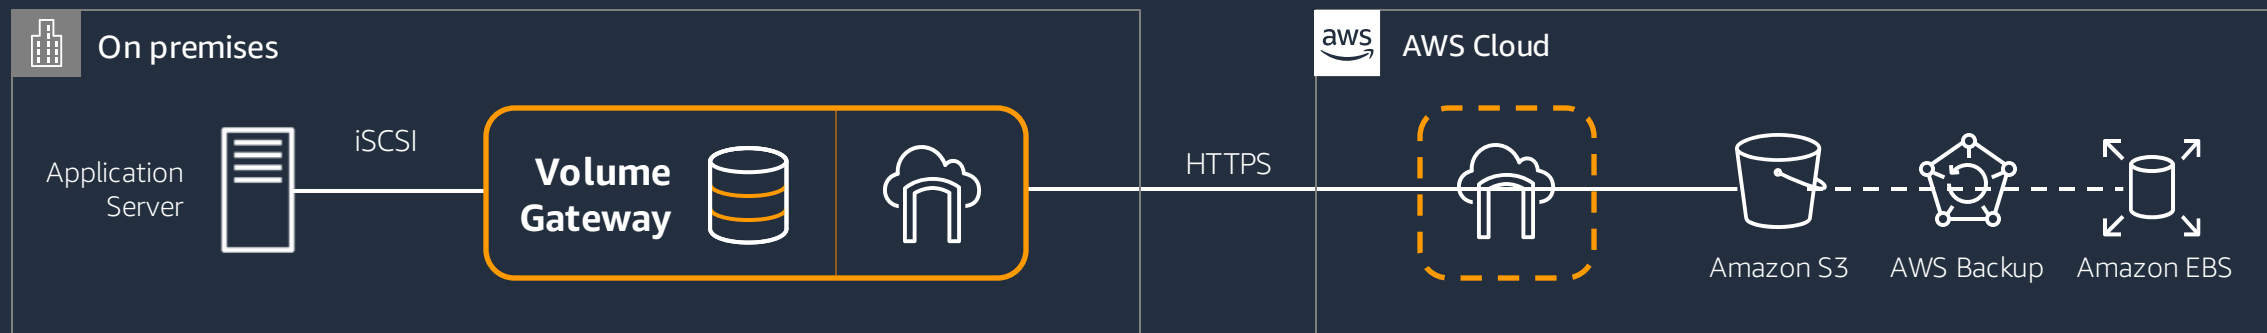 On premises
aws
AWS Cloud
Application
Server
iSCSI
Volume
Gateway
HTTPS
Amazon S3
AWS Backup
Amazon EBS